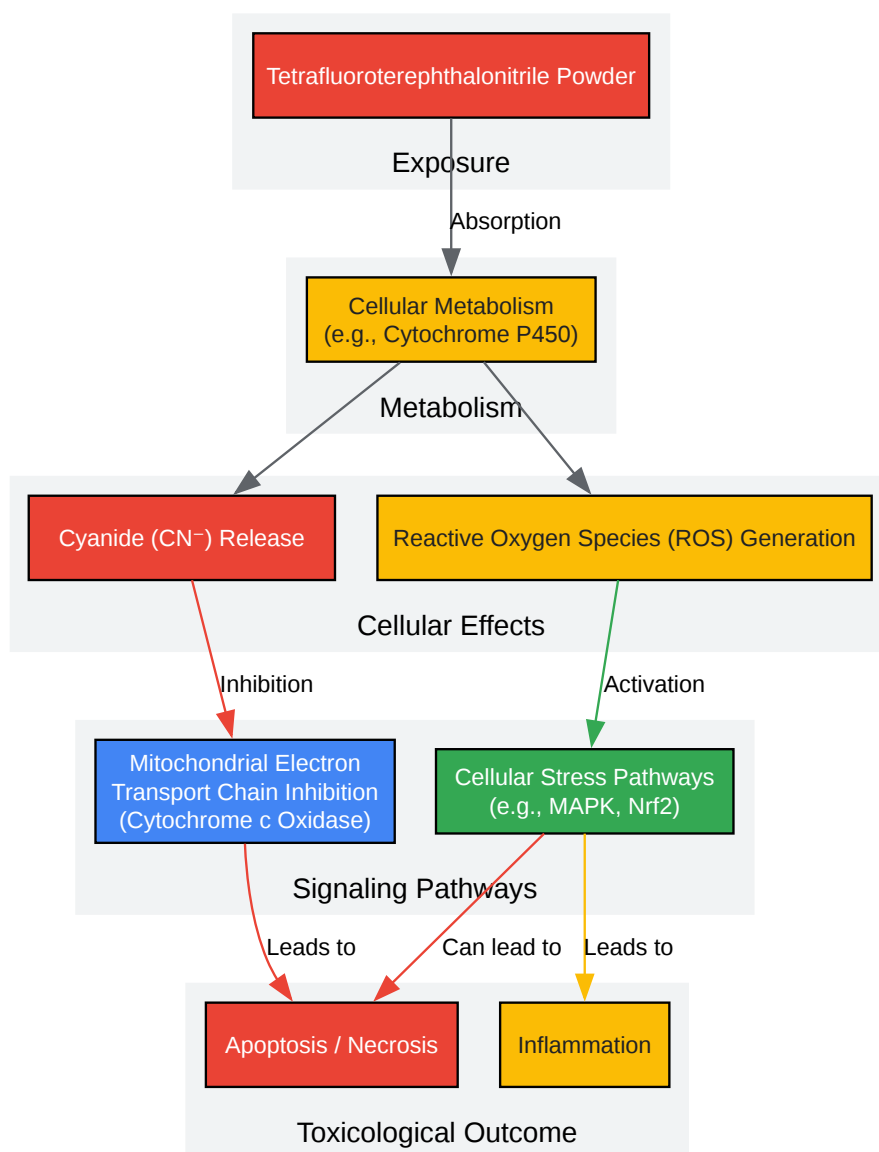 Tetrafluoroterephthalonitrile Powder
Exposure
Absorption
Cellular Metabolism
(e.g., Cytochrome P450)
Metabolism
Cyanide (CN⁻) Release
Reactive Oxygen Species (ROS) Generation
Cellular Effects
Inhibition
Activation
Mitochondrial Electron
Transport Chain Inhibition
(Cytochrome c Oxidase)
Cellular Stress Pathways
(e.g., MAPK, Nrf2)
Signaling Pathways
Leads to
Can lead to
Leads to
Apoptosis / Necrosis
Inflammation
Toxicological Outcome